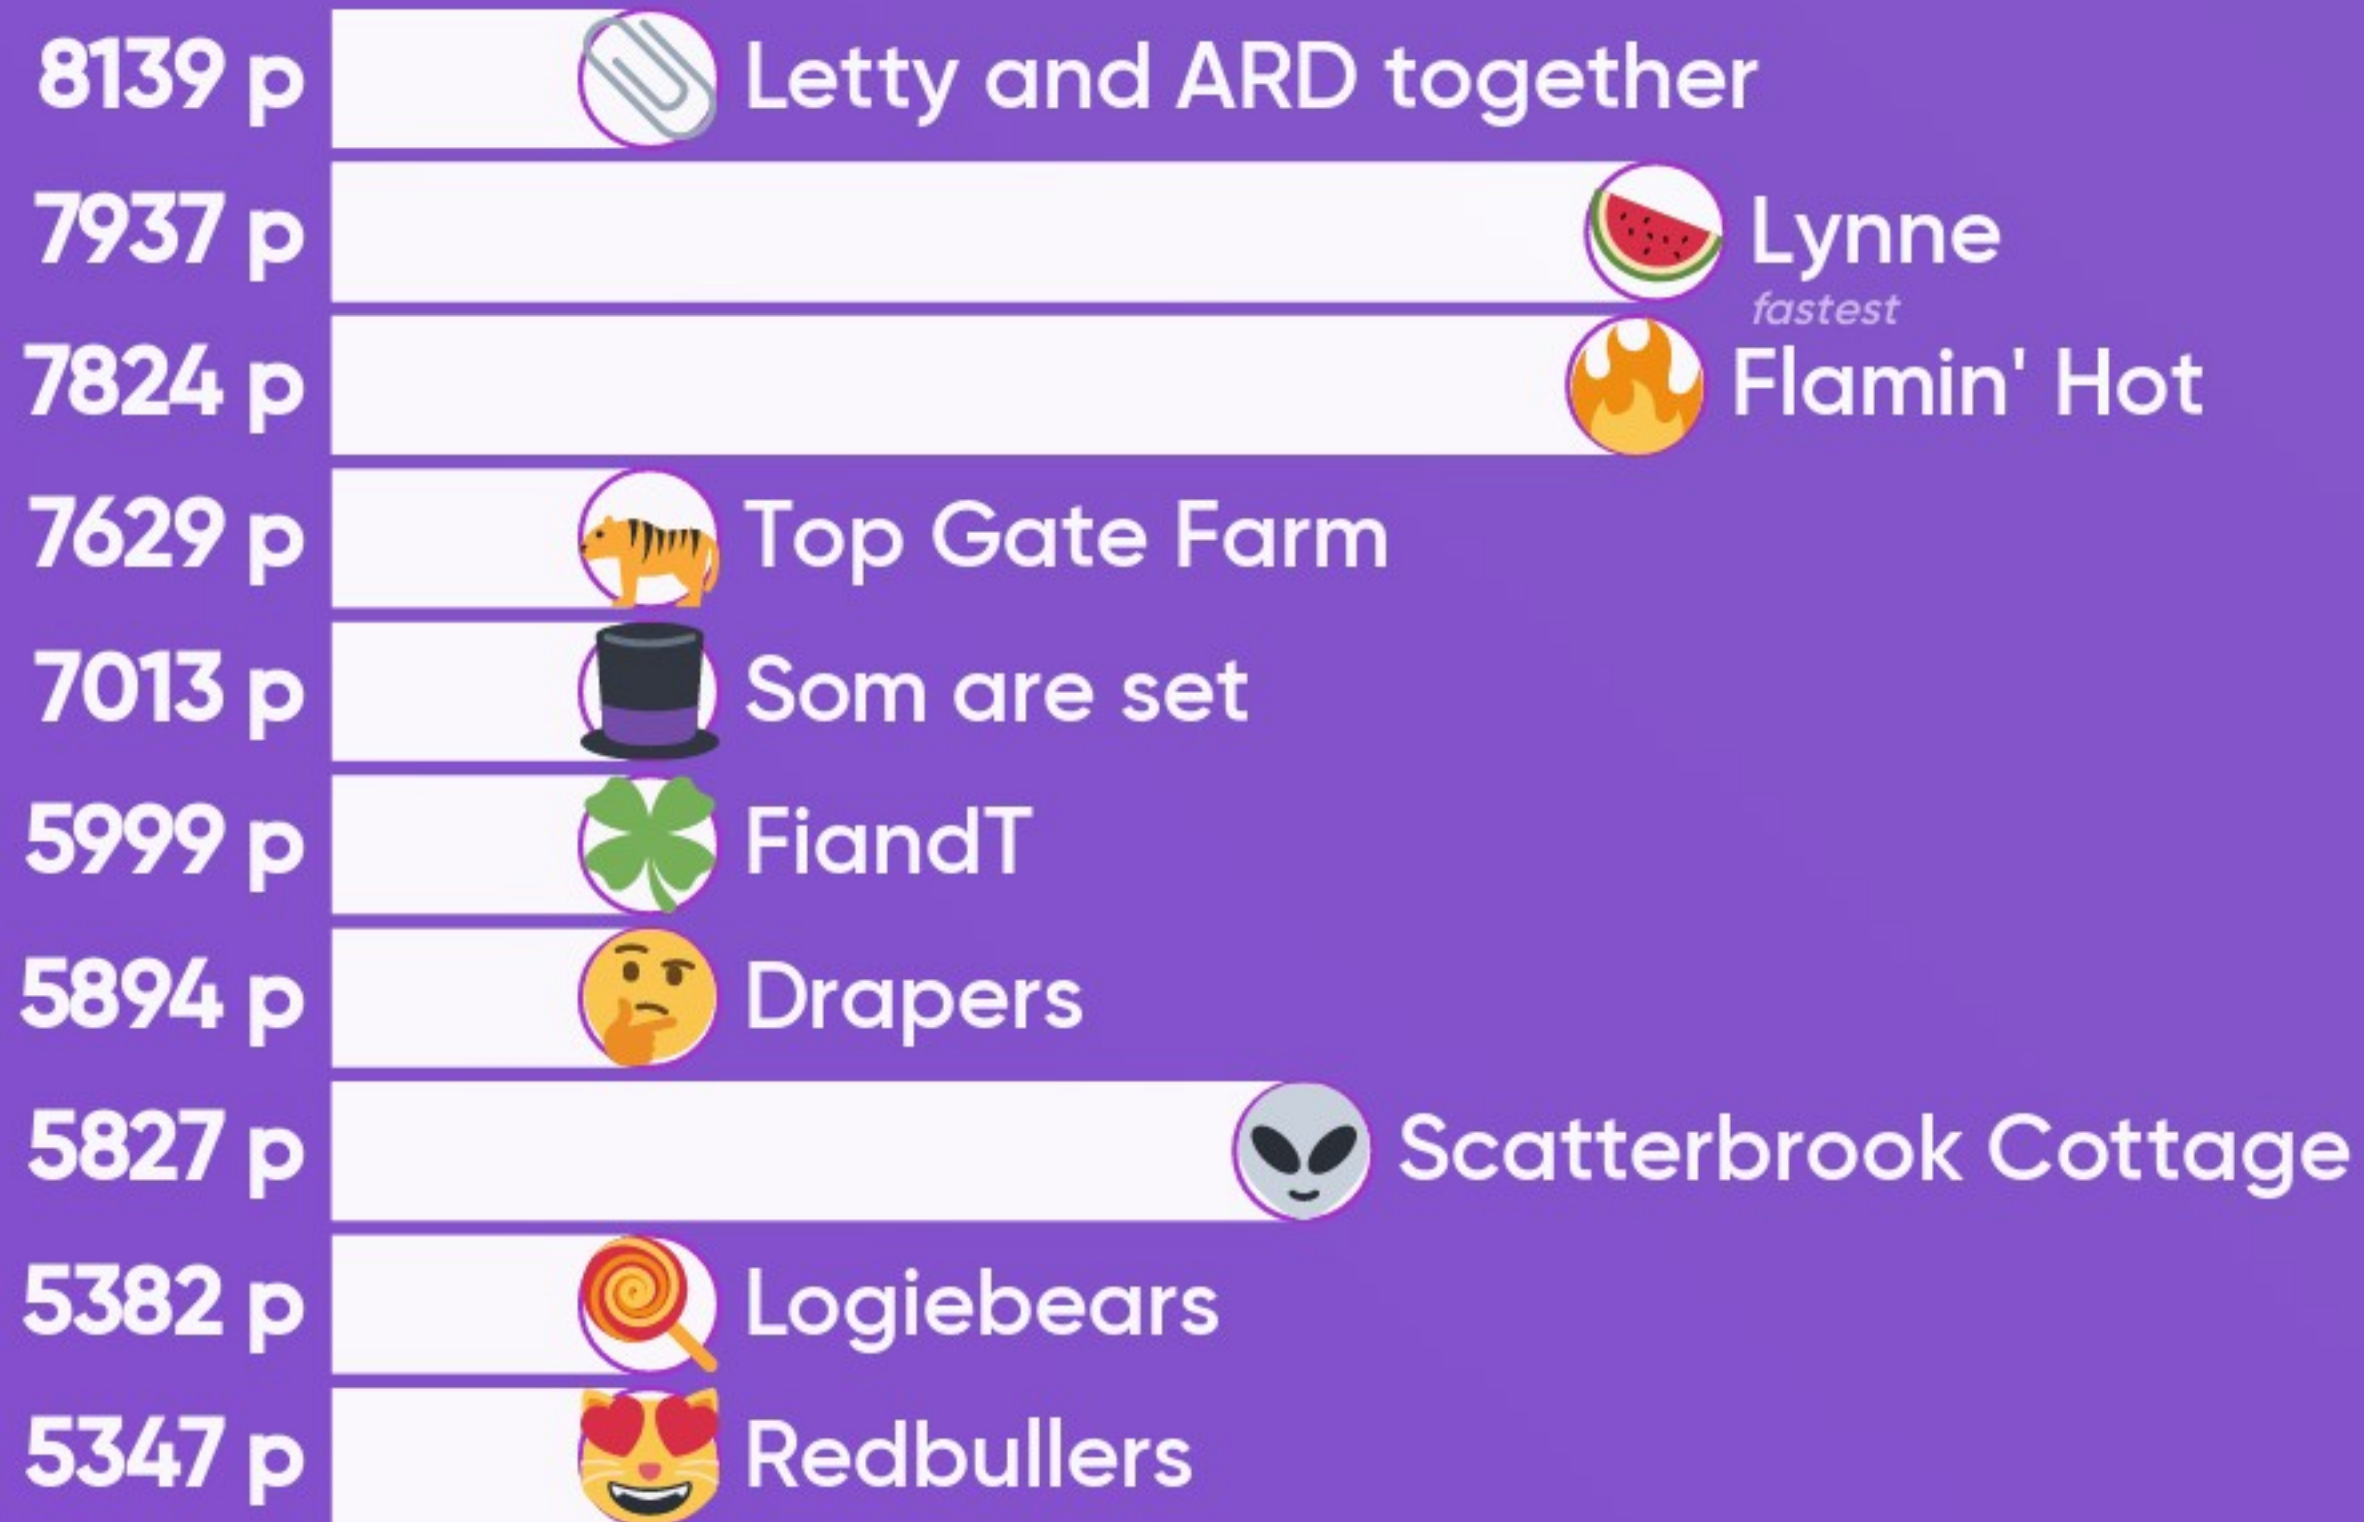 8139 p Letty and ARD together
7937 p Lynne
fastest
7824 p Flamin' Hot
7629 p Top Gate Farm
7013 p Som are set
5999 p FiandT
5894 p Drapers
5827 p Scatterbrook Cottage
5382 p Logiebears
5347 p Redbullers